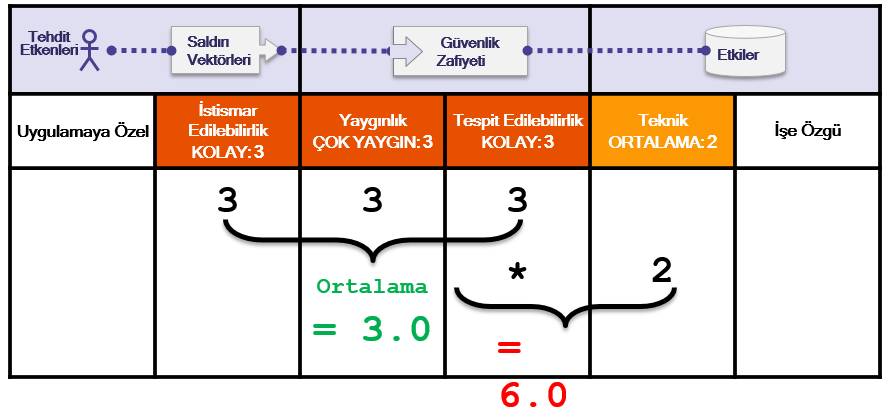 Tehdit
Etkenleri
Saldırı
Vektörleri
Güvenlik
Zafiyeti
Etkiler
Uygulamaya Özel
İstismar
Edilebilirlik
KOLAY: 3
Yaygınlık
ÇOK YAYGIN: 3
Tespit Edilebilirlik
KOLAY: 3
Teknik
ORTALAMA: 2
İşe Özgü
3 3 3
Ortalama
= 3.0
* 2
=
6.0